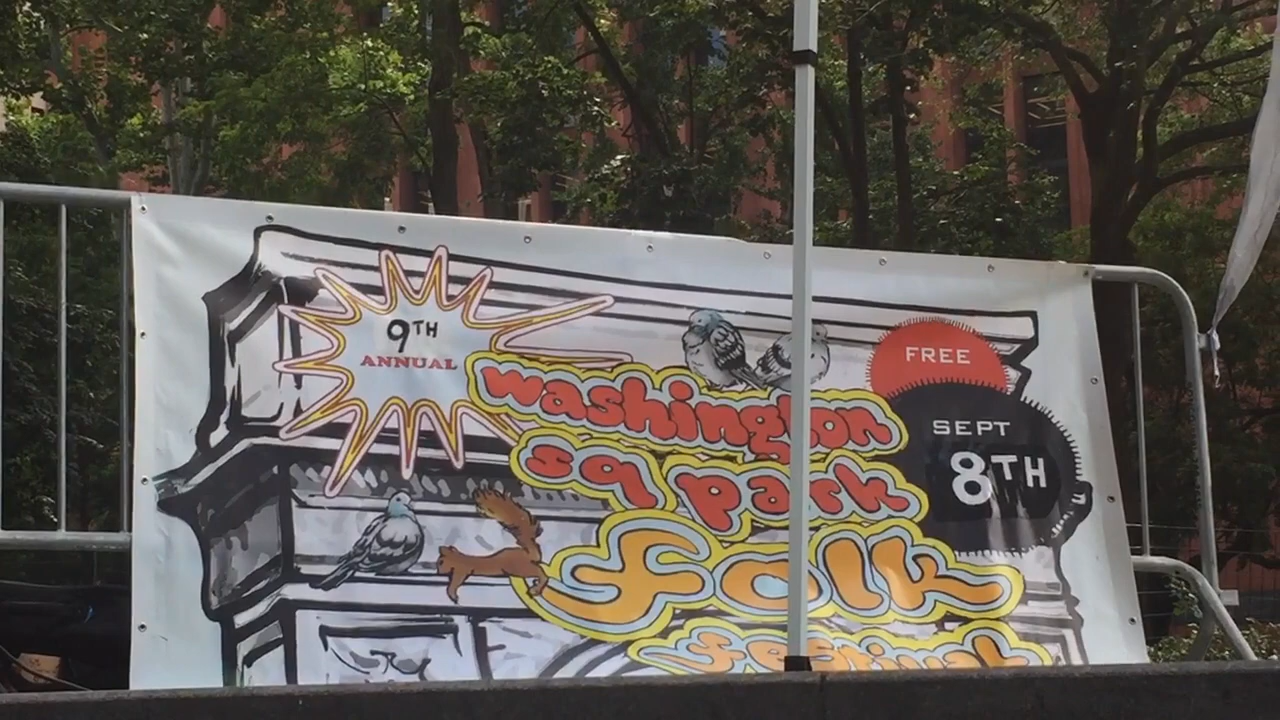 9TH
ANNUAL
washington
sq park
folk
festival
FREE
SEPT
8TH